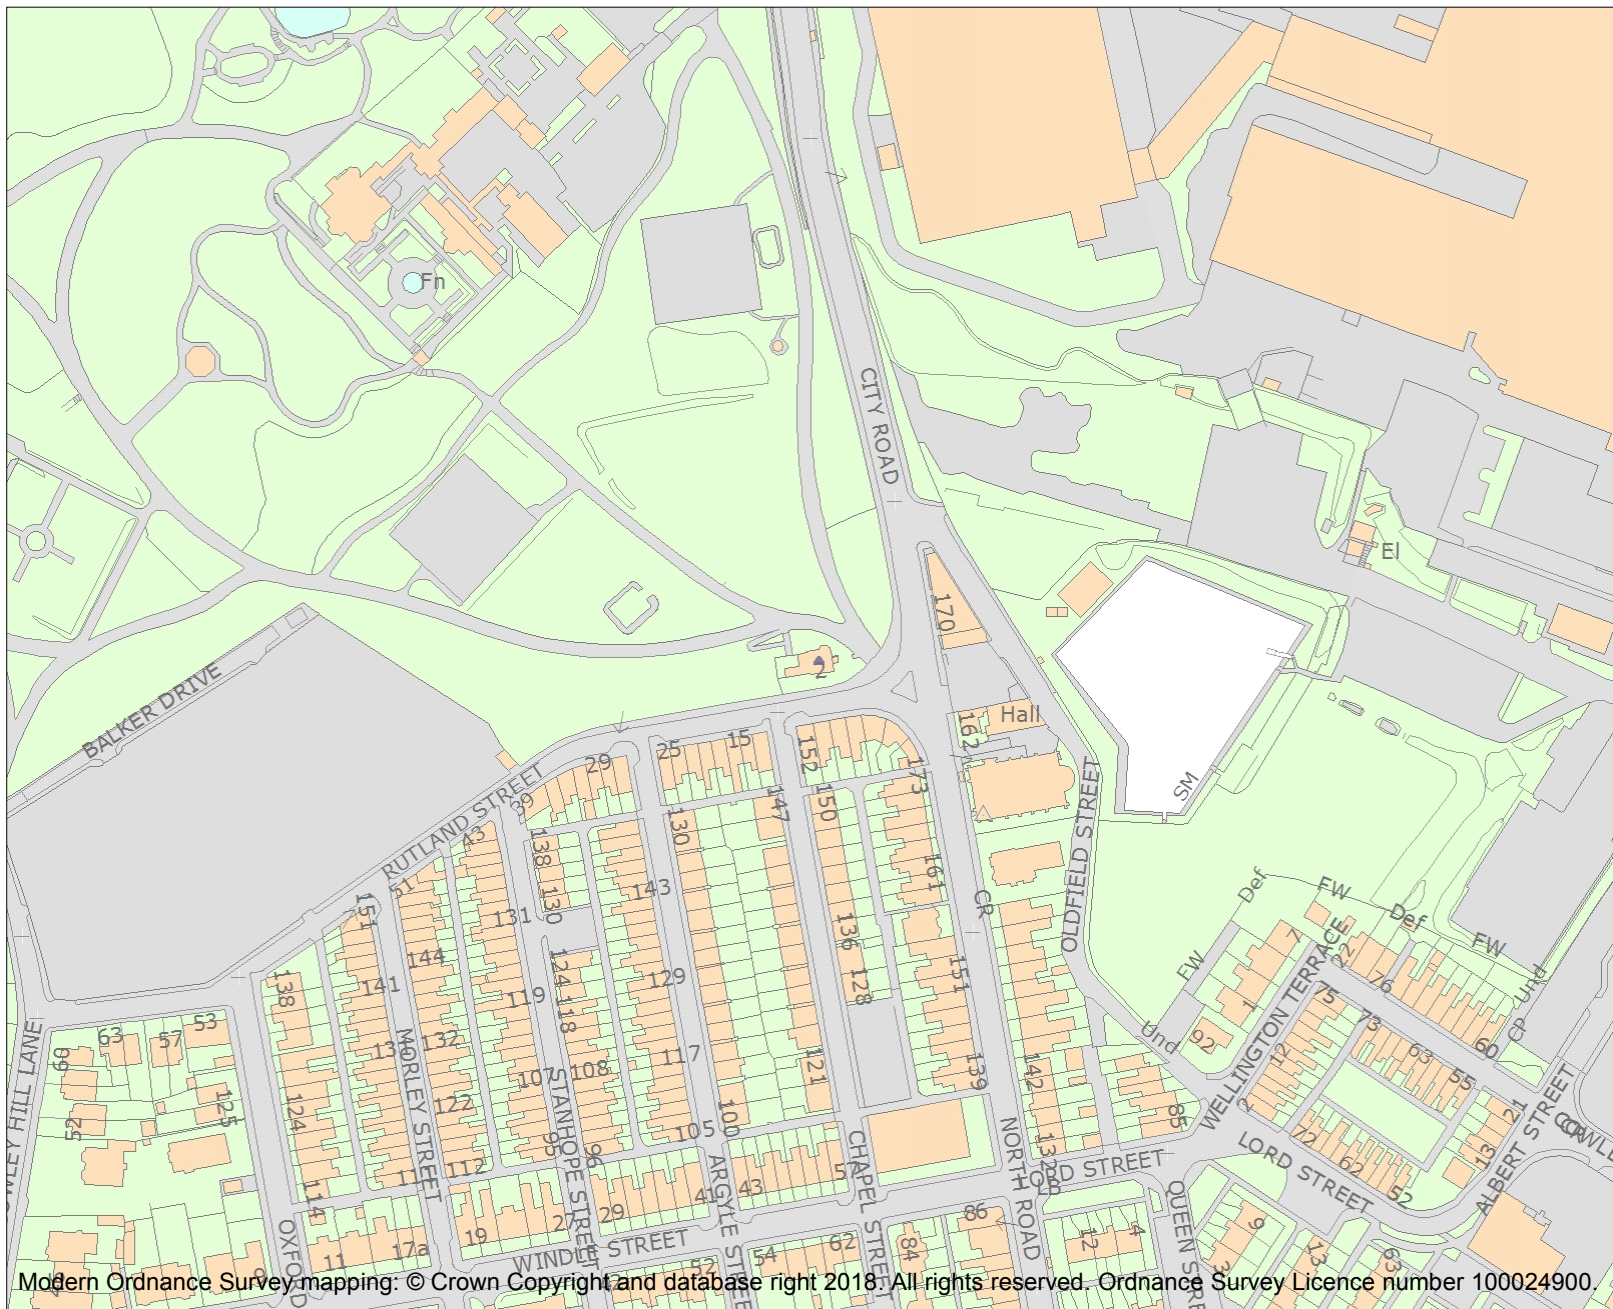 Fn
CITY ROAD
El
170
2
BALKER DRIVE
Hall
162
SM
152
15
25
29
173
39
RUTLAND STREET
43
51
138
130
147
150
OLDFIELD STREET
161
143
131
130
151
136
CR
Def
FW
Def
FW
FW
7
22
76
WELLINGTON TERRACE
144
141
138
124
118
119
129
128
151
1
75
73
Und
CP
Und
92
60
63
57
53
60
132
12
63
55
MORLEY STREET
107
108
117
121
139
142
125
124
52
122
STANHOPE STREET
100
105
95
96
2
85
72
62
52
21
13
ALBERT STREET
112
114
CHAPEL STREET
57
NORTH ROAD
132
LORD STREET
LB
LORD STREET
ARGYLE STREET
41
43
29
27
19
17a
11
WINDLE STREET
54
62
84
86
12
4
9
13
63
3
Modern Ordnance Survey mapping: © Crown Copyright and database right 2018. All rights reserved. Ordnance Survey Licence number 100024900.